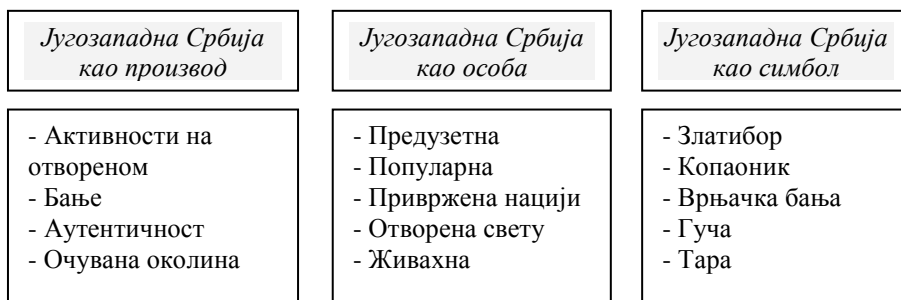 Југозападна Србија
као производ
Југозападна Србија
као особа
Југозападна Србија
као симбол
- Активности на
отвореном
- Бање
- Аутентичност
- Очувана околина
- Предузетна
- Популарна
- Привржена нацији
- Отворена свету
- Живахна
- Златибор
- Копаоник
- Врњачка бања
- Гуча
- Тара